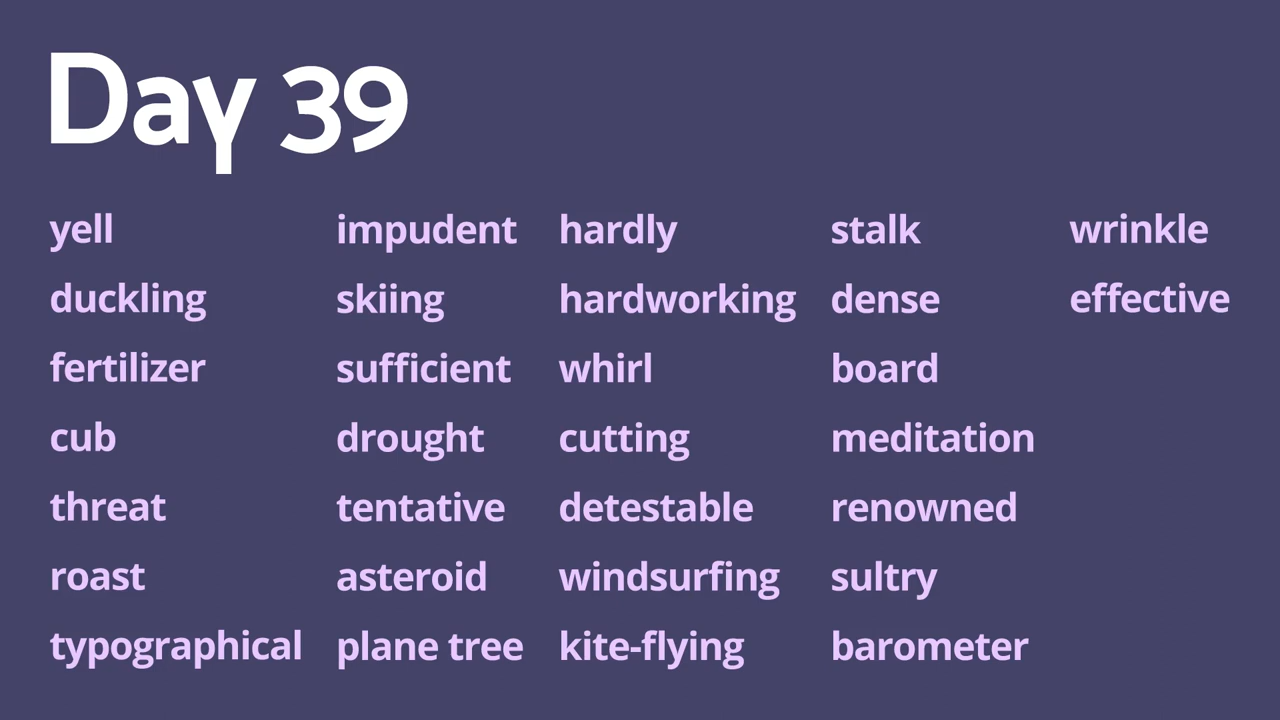 Day 39
yell
duckling
fertilizer
cub
threat
roast
typographical
impudent
skiing
sufficient
drought
tentative
asteroid
plane tree
hardly
hardworking
whirl
cutting
detestable
windsurfing
kite-flying
stalk
dense
board
meditation
renowned
sultry
barometer
wrinkle
effective